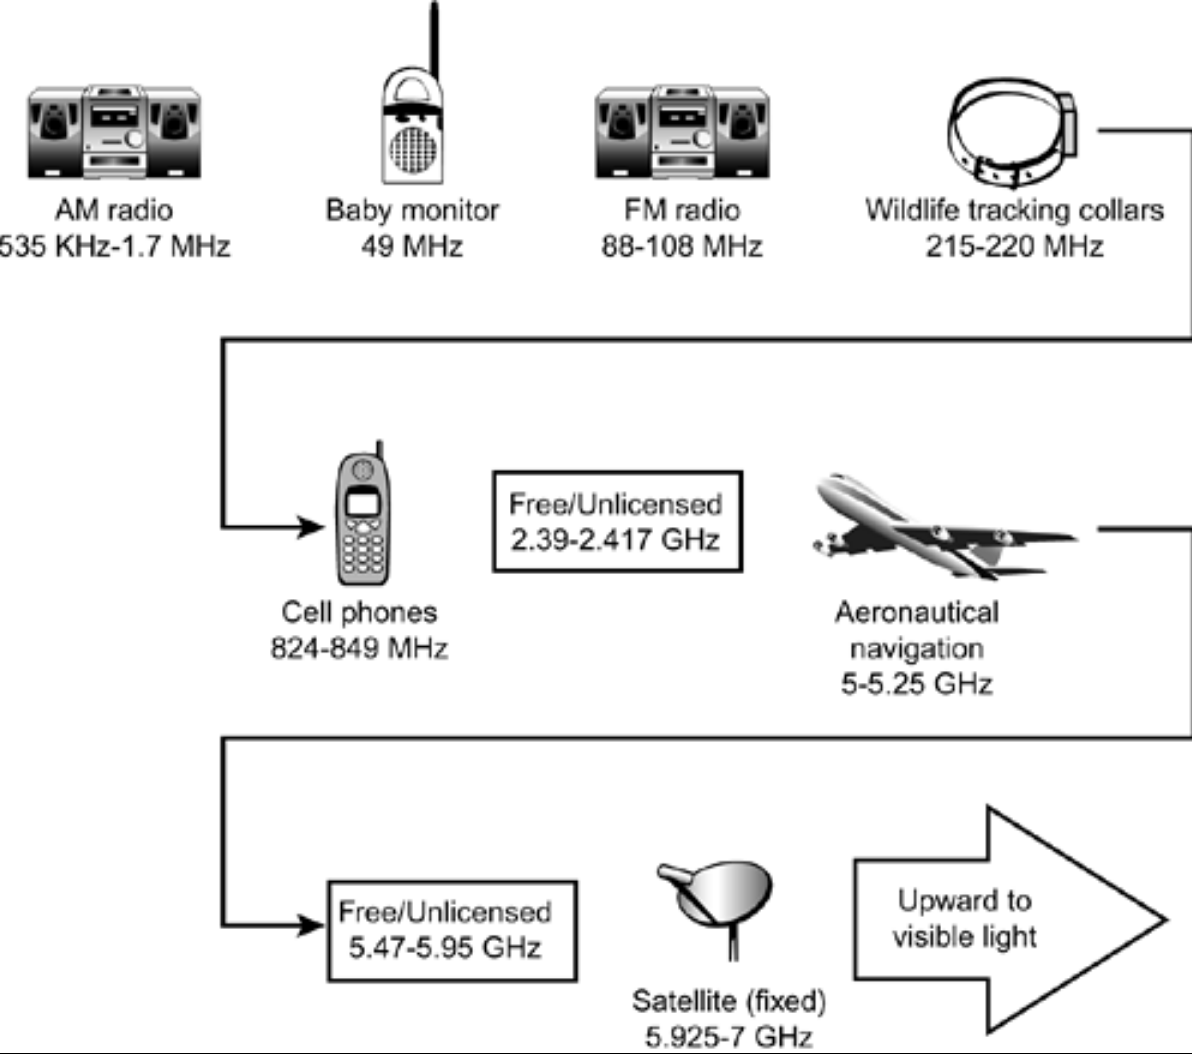 AM radio
535 KHz-1.7 MHz
Baby monitor
49 MHz
FM radio
88-108 MHz
Wildlife tracking collars
215-220 MHz
Cell phones
824-849 MHz
Free/Unlicensed
2.39-2.417 GHz
Aeronautical
navigation
5-5.25 GHz
Free/Unlicensed
5.47-5.95 GHz
Satellite (fixed)
5.925-7 GHz
Upward to
visible light